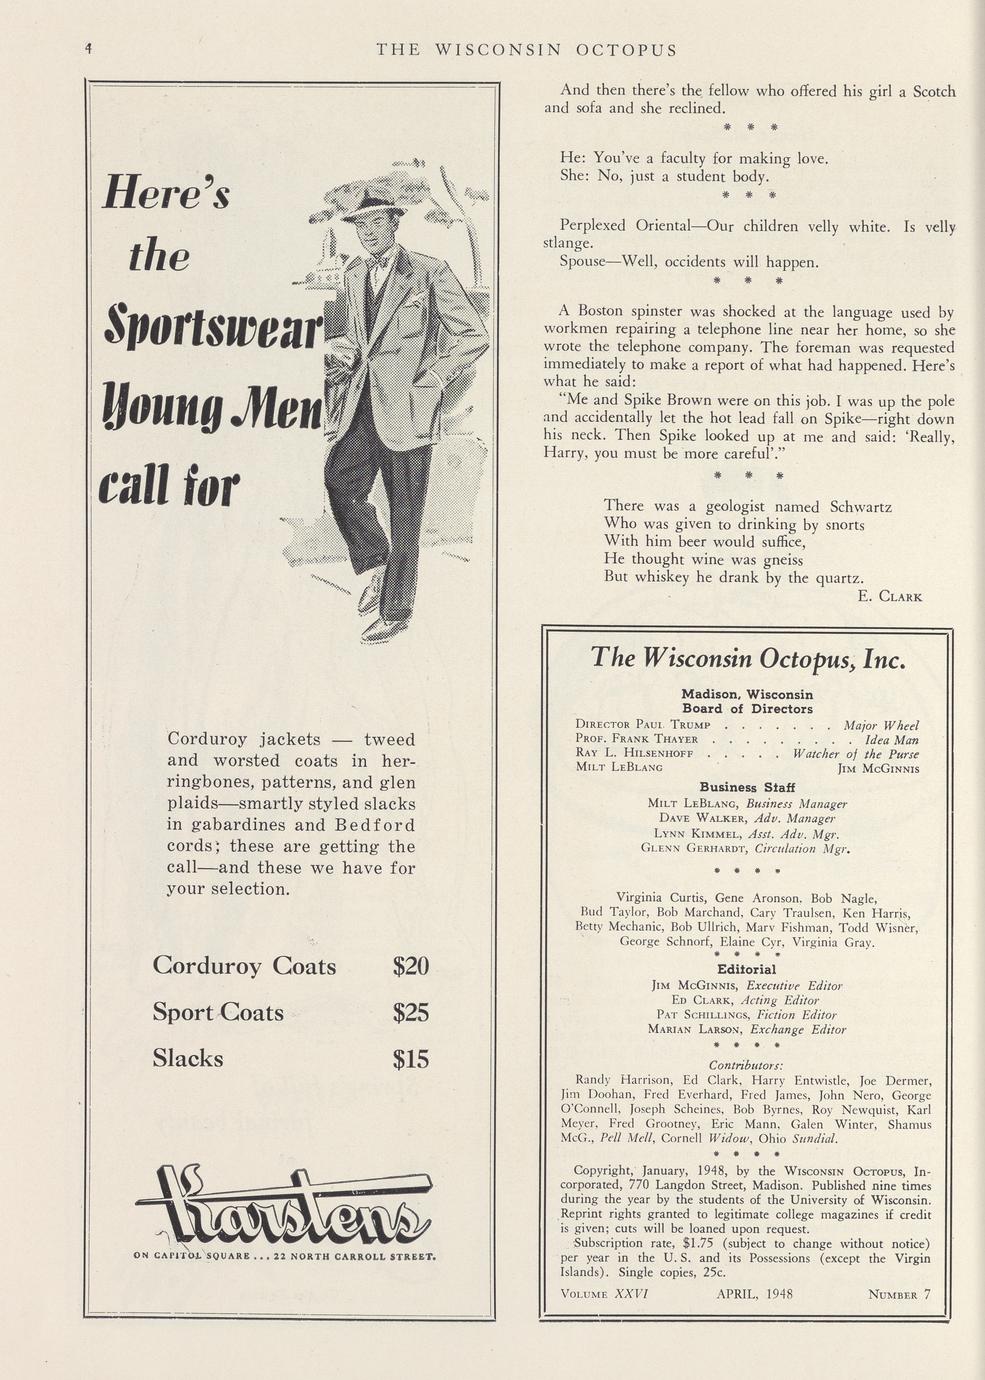 4
THE WISCONSIN OCTOPUS
Here's
the
Sportswear
Young Men
call for
Corduroy jackets — tweed
and worsted coats in her-
ringbones, patterns, and glen
plaids—smartly styled slacks
in gabardines and Bedford
cords; these are getting the
call—and these we have for
your selection.
Corduroy Coats $20
Sport Coats $25
Slacks $15
Karstens
ON CAPITOL SQUARE ... 22 NORTH CARROLL STREET.
And then there's the fellow who offered his girl a Scotch
and sofa and she reclined.
* * *
He: You've a faculty for making love.
She: No, just a student body.
* * *
Perplexed Oriental—Our children velly white. Is velly
stlange.
Spouse—Well, occidents will happen.
* * *
A Boston spinster was shocked at the language used by
workmen repairing a telephone line near her home, so she
wrote the telephone company. The foreman was requested
immediately to make a report of what had happened. Here's
what he said:
"Me and Spike Brown were on this job. I was up the pole
and accidentally let the hot lead fall on Spike—right down
his neck. Then Spike looked up at me and said: 'Really,
Harry, you must be more careful'."
* * *
There was a geologist named Schwartz
Who was given to drinking by snorts
With him beer would suffice,
He thought wine was gneiss
But whiskey he drank by the quartz.
E. CLARK
The Wisconsin Octopus, Inc.
Madison, Wisconsin
Board of Directors
DIRECTOR PAUL TRUMP . . . . . . . Major Wheel
PROF. FRANK THAYER . . . . . . . . . Idea Man
RAY L. HILSENHOFF . . . . . Watcher of the Purse
MILT LEBLANG JIM MCGINNIS
Business Staff
MILT LEBLANG, Business Manager
DAVE WALKER, Adv. Manager
LYNN KIMMEL, Asst. Adv. Mgr.
GLENN GERHARDT, Circulation Mgr.
* * * *
Virginia Curtis, Gene Aronson, Bob Nagle,
Bud Taylor, Bob Marchand, Cary Traulsen, Ken Harris,
Betty Mechanic, Bob Ullrich, Marv Fishman, Todd Wisner,
George Schnorf, Elaine Cyr, Virginia Gray.
* * * *
Editorial
JIM MCGINNIS, Executive Editor
ED CLARK, Acting Editor
PAT SCHILLINGS, Fiction Editor
MARIAN LARSON, Exchange Editor
* * * *
Contributors:
Randy Harrison, Ed Clark, Harry Entwistle, Joe Dermer,
Jim Doohan, Fred Everhard, Fred James, John Nero, George
O'Connell, Joseph Scheines, Bob Byrnes, Roy Newquist, Karl
Meyer, Fred Grootney, Eric Mann, Galen Winter, Shamus
McG., Pell Mell, Cornell Widow, Ohio Sundial.
* * * *
Copyright, January, 1948, by the WISCONSIN OCTOPUS, In-
corporated, 770 Langdon Street, Madison. Published nine times
during the year by the students of the University of Wisconsin.
Reprint rights granted to legitimate college magazines if credit
is given; cuts will be loaned upon request.
Subscription rate, $1.75 (subject to change without notice)
per year in the U. S. and its Possessions (except the Virgin
Islands). Single copies, 25c.
VOLUME XXVI APRIL, 1948 NUMBER 7